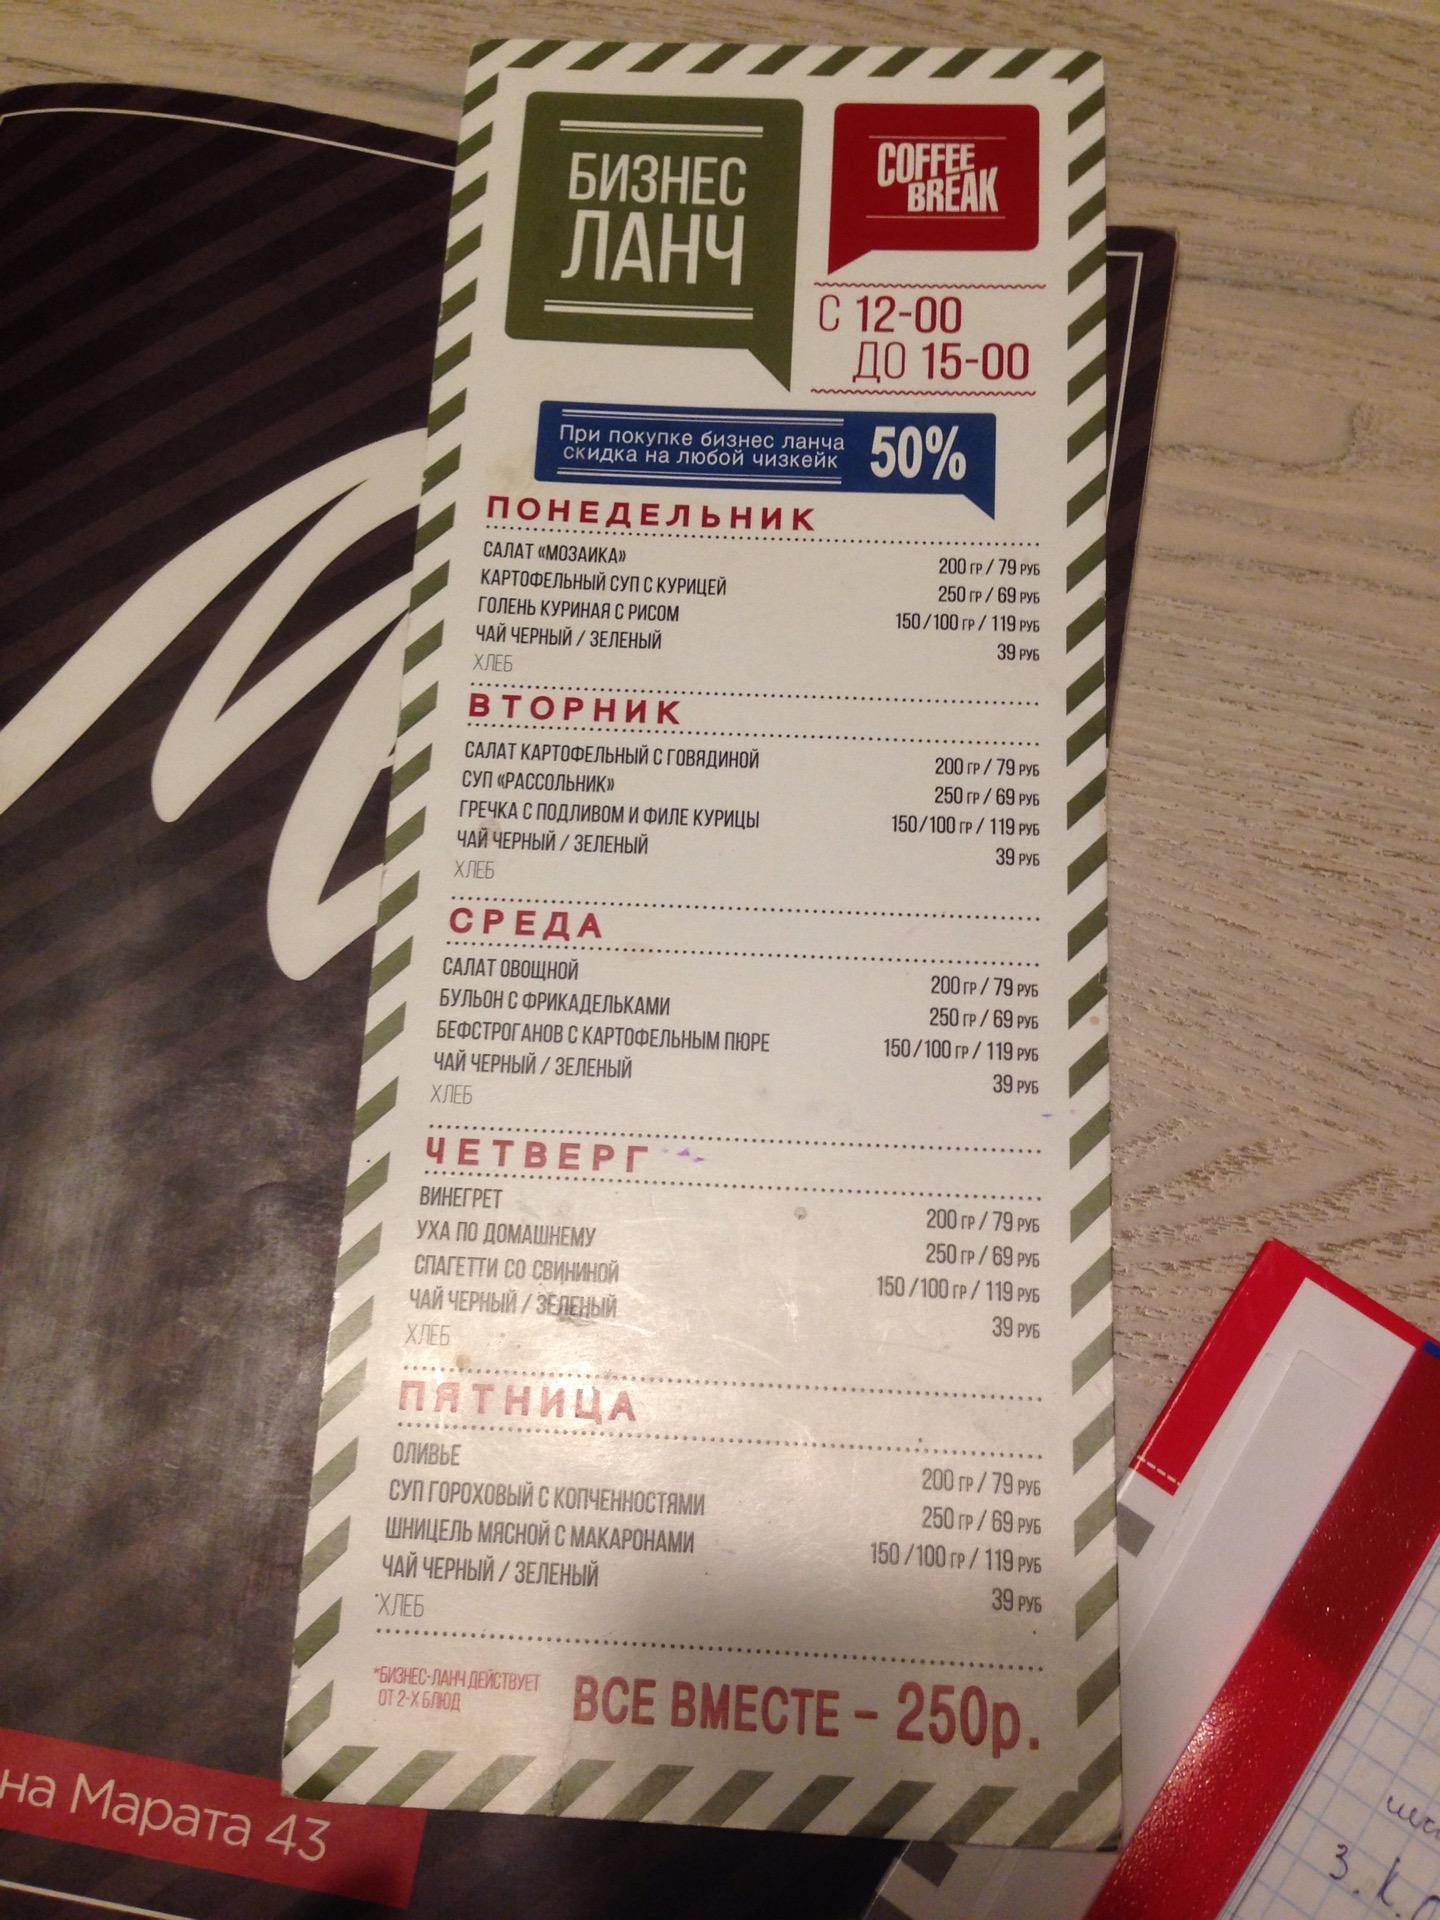 БИЗНЕС
ЛАНЧ
COFFEE
BREAK
С 12-00
ДО 15-00
При покупке бизнес ланча
скидка на любой чизкейк
50%
ПОНЕДЕЛЬНИК
САЛАТ «МОЗАИКА» 200 ГР / 79 РУБ
КАРТОФЕЛЬНЫЙ СУП С КУРИЦЕЙ 250 ГР / 69 РУБ
ГОЛЕНЬ КУРИНАЯ С РИСОМ 150/100 ГР / 119 РУБ
ЧАЙ ЧЕРНЫЙ / ЗЕЛЕНЫЙ 39 РУБ
ХЛЕБ
ВТОРНИК
САЛАТ КАРТОФЕЛЬНЫЙ С ГОВЯДИНОЙ 200 ГР / 79 РУБ
СУП «РАССОЛЬНИК» 250 ГР / 69 РУБ
ГРЕЧКА С ПОДЛИВОМ И ФИЛЕ КУРИЦЫ 150/100 ГР / 119 РУБ
ЧАЙ ЧЕРНЫЙ / ЗЕЛЕНЫЙ 39 РУБ
ХЛЕБ
СРЕДА
САЛАТ ОВОЩНОЙ 200 ГР / 79 РУБ
БУЛЬОН С ФРИКАДЕЛЬКАМИ 250 ГР / 69 РУБ
БЕФСТРОГАНОВ С КАРТОФЕЛЬНЫМ ПЮРЕ 150/100 ГР / 119 РУБ
ЧАЙ ЧЕРНЫЙ / ЗЕЛЕНЫЙ 39 РУБ
ХЛЕБ
ЧЕТВЕРГ
ВИНЕГРЕТ 200 ГР / 79 РУБ
УХА ПО ДОМАШНЕМУ 250 ГР / 69 РУБ
СПАГЕТТИ СО СВИНИНОЙ 150/100 ГР / 119 РУБ
ЧАЙ ЧЕРНЫЙ / ЗЕЛЕНЫЙ 39 РУБ
ХЛЕБ
ПЯТНИЦА
ОЛИВЬЕ 200 ГР / 79 РУБ
СУП ГОРОХОВЫЙ С КОПЧЕННОСТЯМИ 250 ГР / 69 РУБ
ШНИЦЕЛЬ МЯСНОЙ С МАКАРОНАМИ 150/100 ГР / 119 РУБ
ЧАЙ ЧЕРНЫЙ / ЗЕЛЕНЫЙ 39 РУБ
ХЛЕБ
*БИЗНЕС-ЛАНЧ ДЕЙСТВУЕТ
ОТ 2-Х БЛЮД
ВСЕ ВМЕСТЕ – 250р.
на Марата 43
3. К.